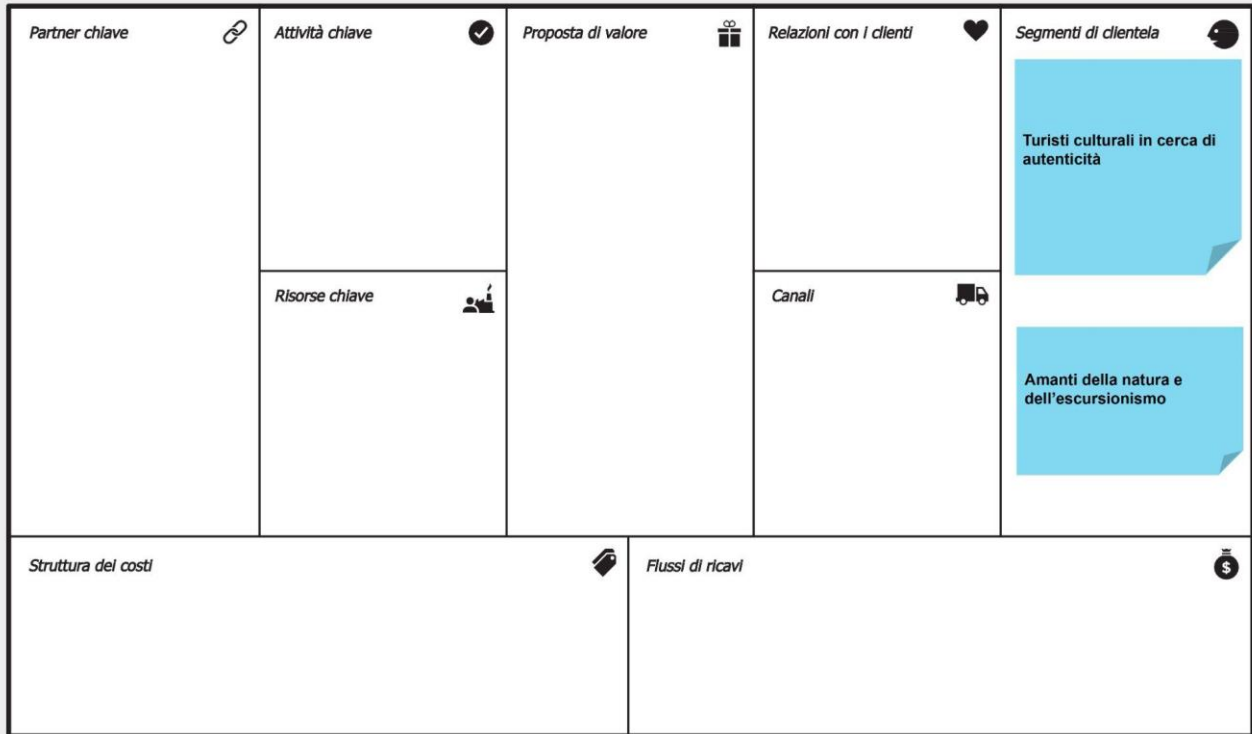 Partner chiave
Attività chiave
Proposta di valore
Relazioni con i clienti
Segmenti di clientela
Turisti culturali in cerca di
autenticità
Risorse chiave
Canali
Amanti della natura e
dell'escursionismo
Struttura dei costi
Flussi di ricavi
$